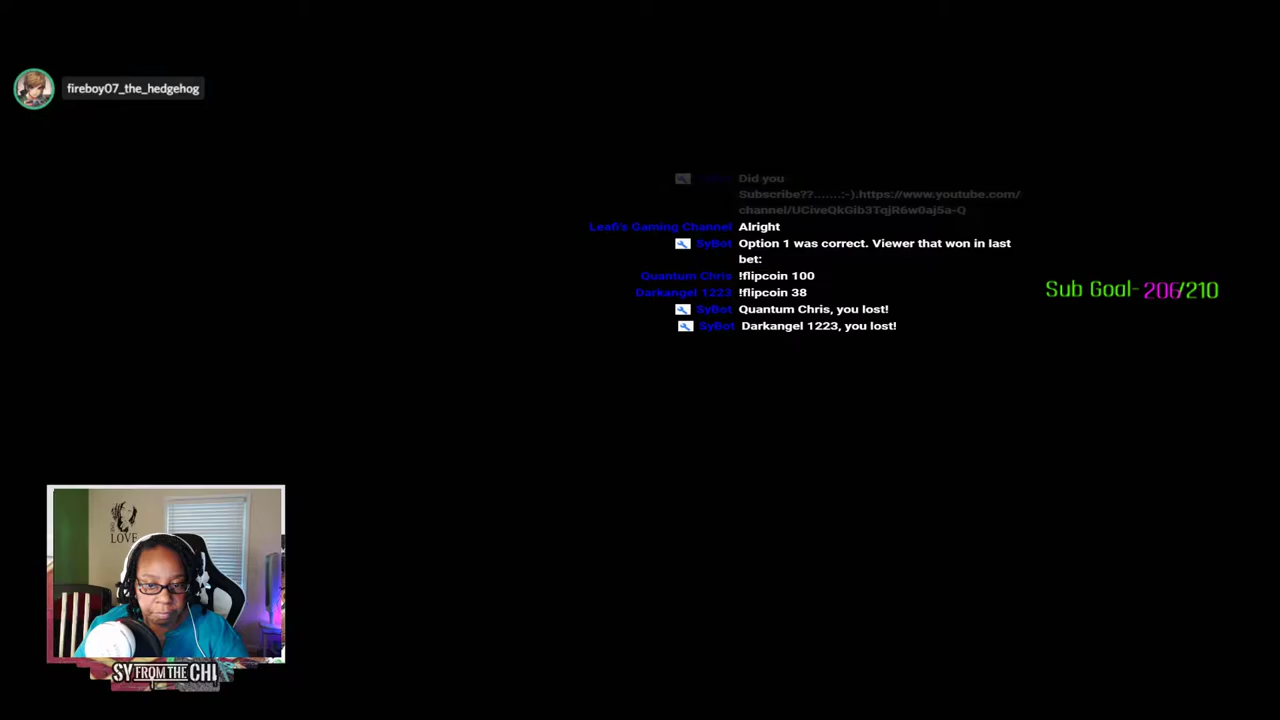 fireboy07_the_hedgehog
Did you
Subscribe??.......:-).https://www.youtube.com/
channel/UCiveQkGib3TqjR6w0aj5a-Q
Leafi's Gaming Channel Alright
SyBot Option 1 was correct. Viewer that won in last
bet:
Quantum Chris !flipcoin 100
Darkangel 1223 !flipcoin 38
SyBot Quantum Chris, you lost!
SyBot Darkangel 1223, you lost!
Sub Goal- 206/210
LOVE
SY FROM THE CHI